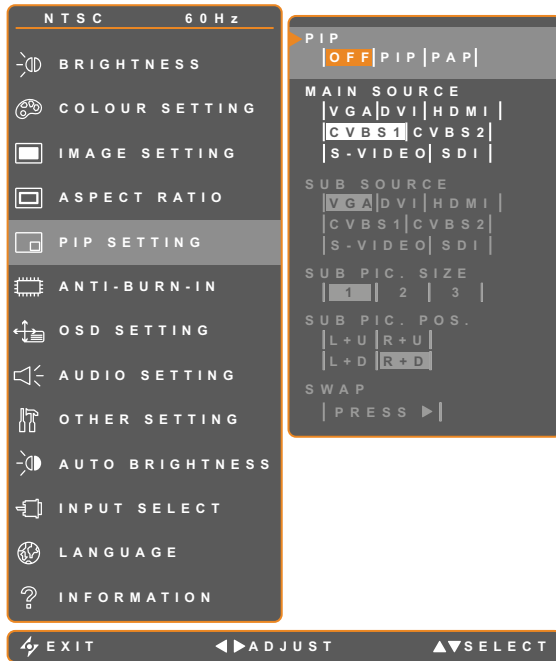 NTSC 60Hz
BRIGHTNESS
COLOUR SETTING
IMAGE SETTING
ASPECT RATIO
PIP SETTING
ANTI-BURN-IN
OSD SETTING
AUDIO SETTING
OTHER SETTING
AUTO BRIGHTNESS
INPUT SELECT
LANGUAGE
INFORMATION
PIP
OFF|PIP|PAP|
MAIN SOURCE
|VGA|DVI|HDMI|
|CVBS1|CVBS2|
|S-VIDEO|SDI|
SUB SOURCE
|VGA|DVI|HDMI|
|CVBS1|CVBS2|
|S-VIDEO|SDI|
SUB PIC. SIZE
|1|2|3|
SUB PIC. POS.
|L+U|R+U|
|L+D|R+D|
SWAP
|PRESS ▶|
EXIT ◀▶ADJUST ▲▼SELECT